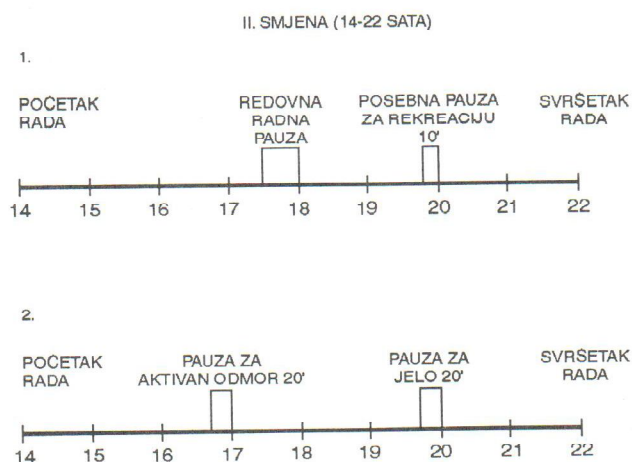 II. SMJENA (14-22 SATA)
1.
POČETAK
RADA
REDOVNA
RADNA
PAUZA
POSEBNA PAUZA
ZA REKREACIJU
10'
SVRŠETAK
RADA
14 15 16 17 18 19 20 21 22
2.
POČETAK
RADA
PAUZA ZA
AKTIVAN ODMOR 20'
PAUZA ZA
JELO 20'
SVRŠETAK
RADA
14 15 16 17 18 19 20 21 22